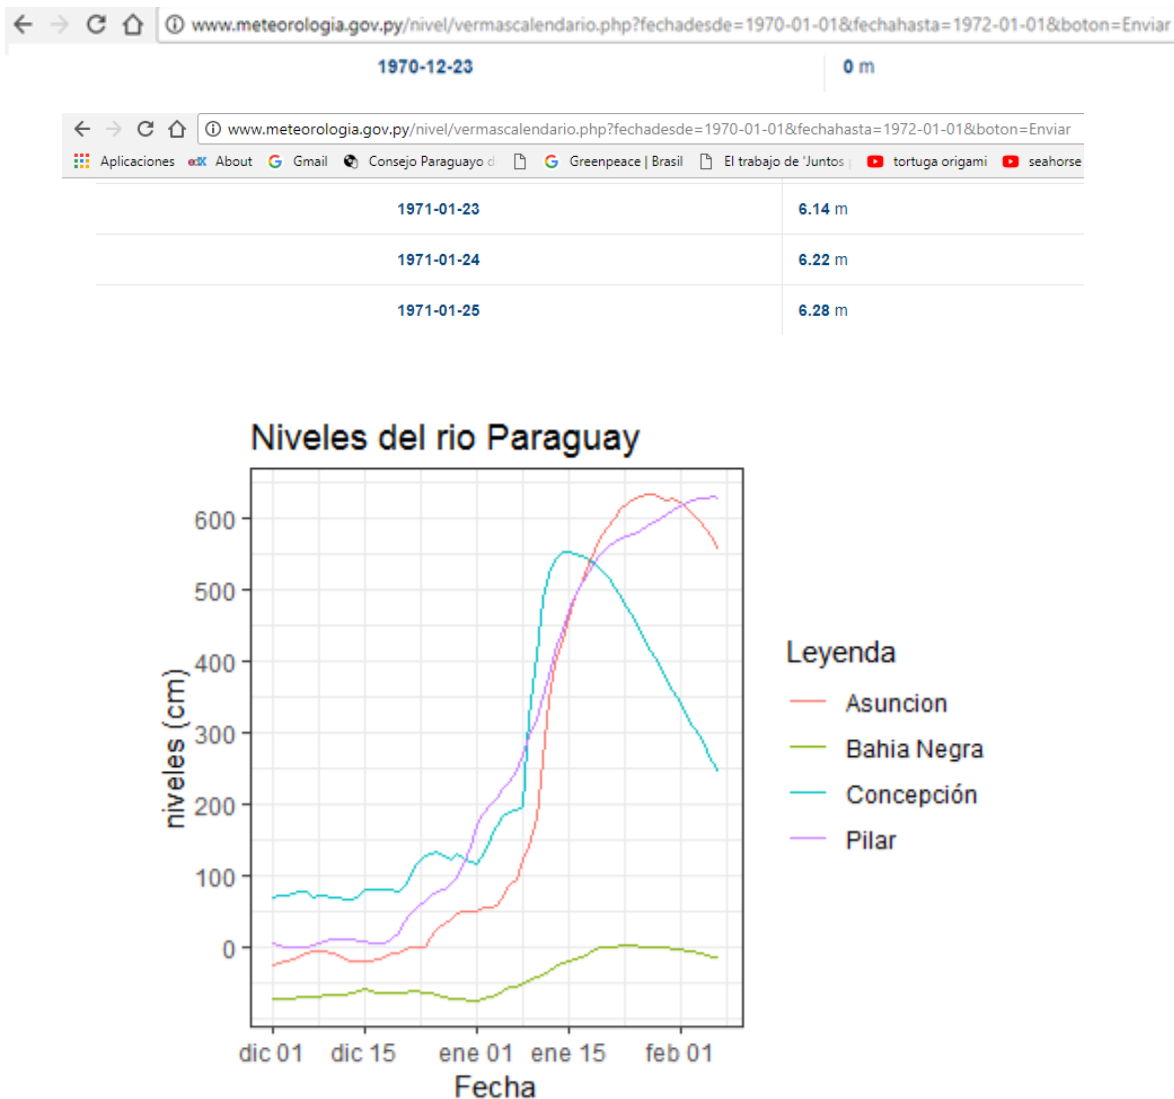 www.meteorologia.gov.py/nivel/vermascalendario.php?fechadesde=1970-01-01&fechahasta=1972-01-01&boton=Enviar
1970-12-23 0 m
www.meteorologia.gov.py/nivel/vermascalendario.php?fechadesde=1970-01-01&fechahasta=1972-01-01&boton=Enviar
Aplicaciones edX About G Gmail Consejo Paraguayo d G Greenpeace | Brasil El trabajo de 'Juntos tortuga origami seahorse
1971-01-23 6.14 m
1971-01-24 6.22 m
1971-01-25 6.28 m
Niveles del rio Paraguay
600
500
400
300
200
100
0
niveles (cm)
dic 01 dic 15 ene 01 ene 15 feb 01
Fecha
Leyenda
Asuncion
Bahia Negra
Concepción
Pilar